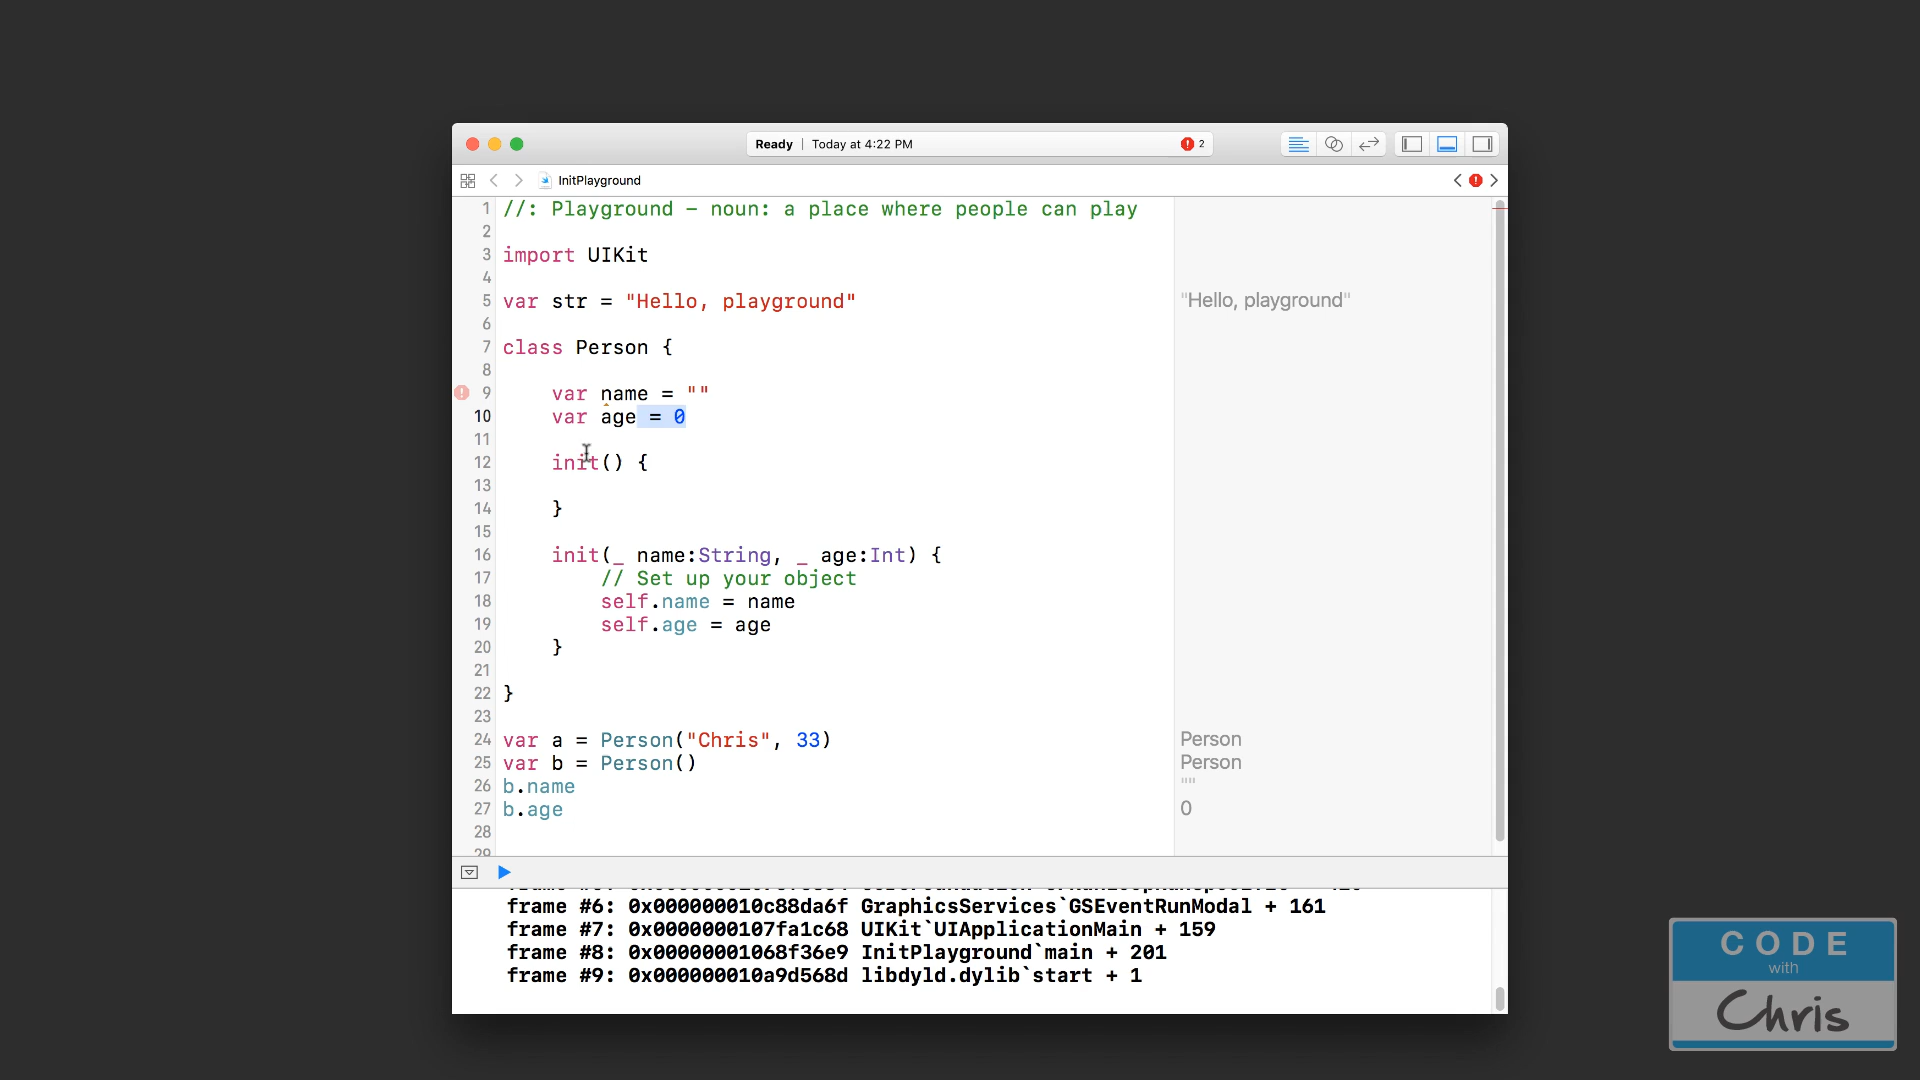 Ready | Today at 4:22 PM 2
InitPlayground
1 //: Playground – noun: a place where people can play
2
3 import UIKit
4
5 var str = "Hello, playground" "Hello, playground"
6
7 class Person {
8
9 var name = ""
10 var age = 0
11
12 init() {
13
14 }
15
16 init(_ name:String, _ age:Int) {
17 // Set up your object
18 self.name = name
19 self.age = age
20 }
21
22 }
23
24 var a = Person("Chris", 33) Person
25 var b = Person() Person
26 b.name ""
27 b.age 0
28
29
frame #6: 0x000000010c88da6f GraphicsServices`GSEventRunModal + 161
frame #7: 0x0000000107fa1c68 UIKit`UIApplicationMain + 159
frame #8: 0x00000001068f36e9 InitPlayground`main + 201
frame #9: 0x000000010a9d568d libdyld.dylib`start + 1
CODE
with
Chris